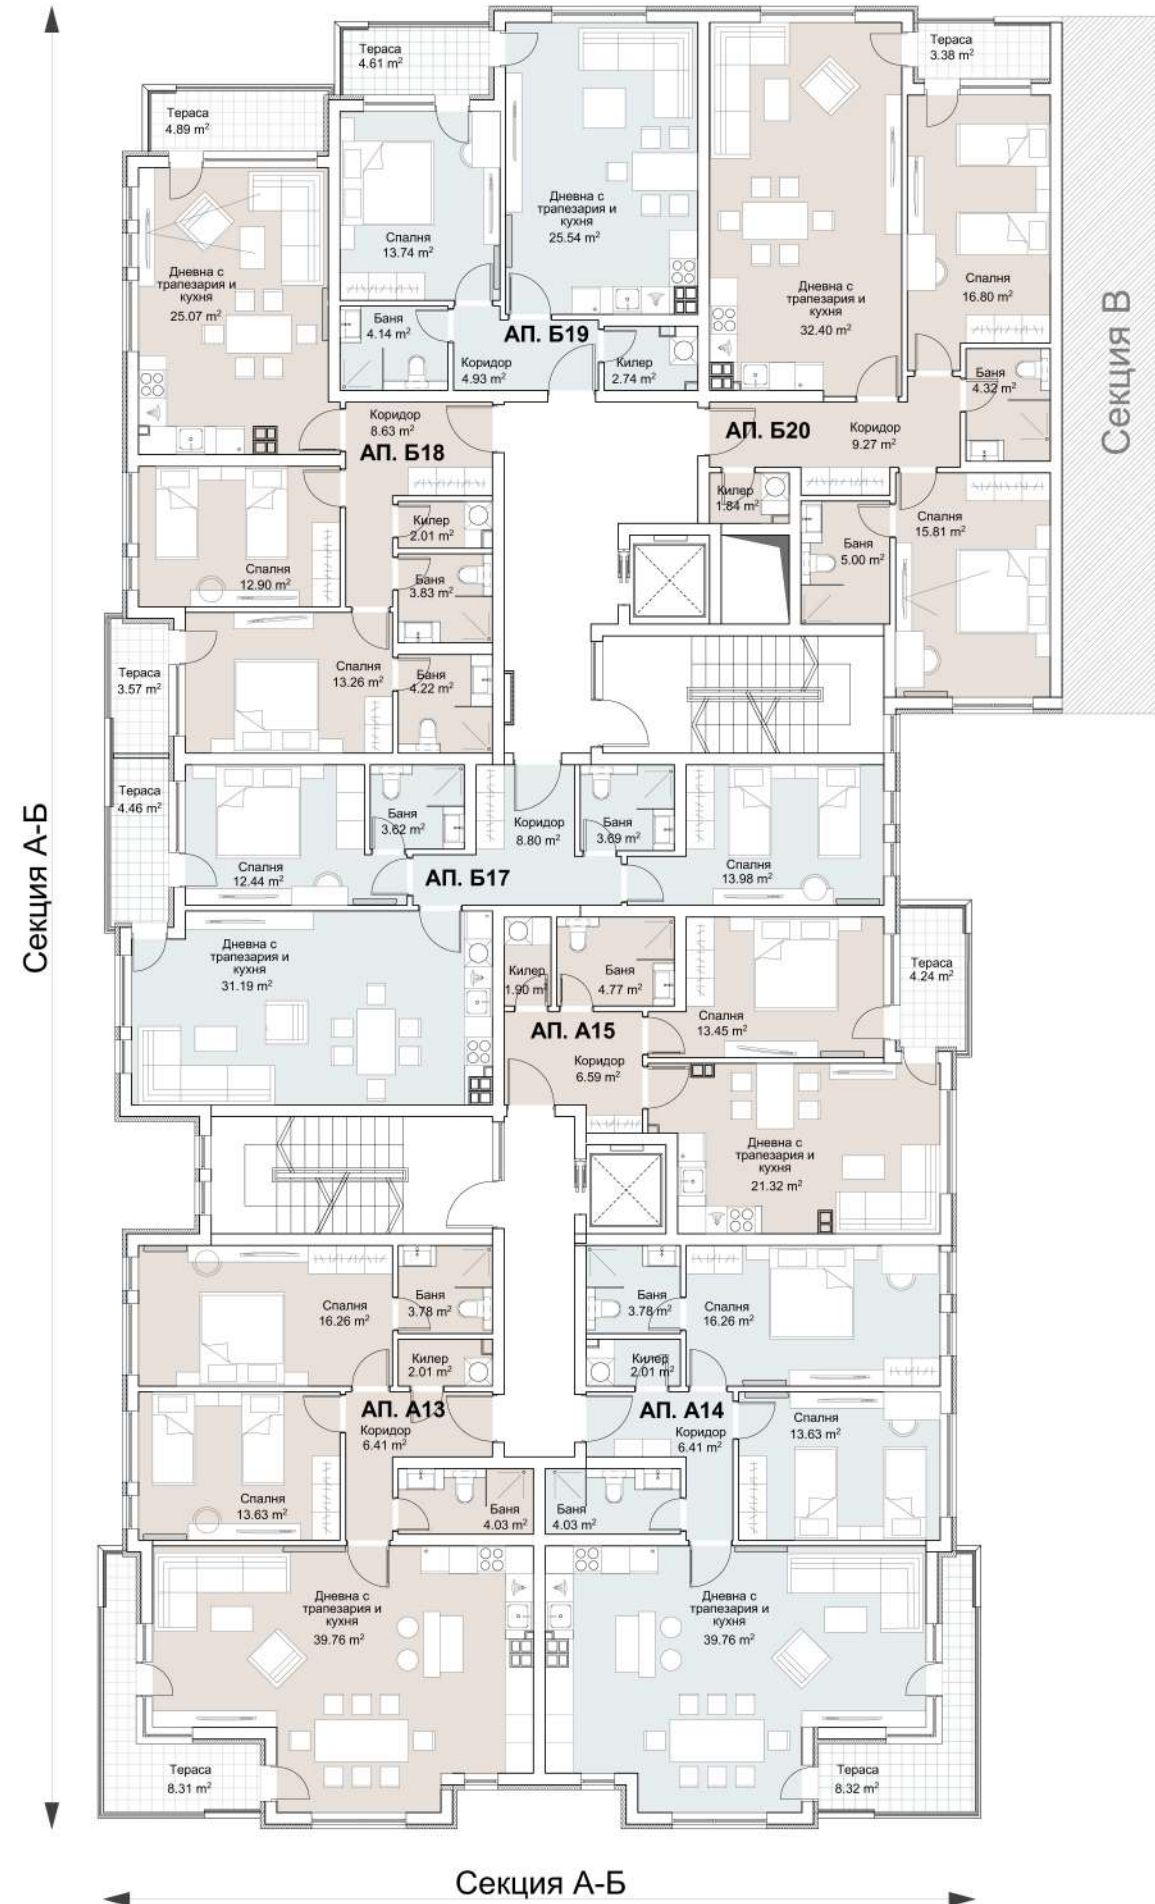 Тераса
4.61 m²
Тераса
3.38 m²
Тераса
4.89 m²
Дневна с
трапезария и
кухня
25.54 m²
Спалня
13.74 m²
Дневна с
трапезария и
кухня
25.07 m²
Дневна с
трапезария и
кухня
32.40 m²
Спалня
16.80 m²
Баня
4.14 m²
АП. Б19
Коридор
4.93 m²
Килер
2.74 m²
Баня
4.32 m²
Секция В
Коридор
8.63 m²
АП. Б18
АП. Б20
Коридор
9.27 m²
Килер
1.84 m²
Килер
2.01 m²
Спалня
15.81 m²
Баня
5.00 m²
Спалня
12.90 m²
Баня
3.83 m²
Тераса
3.57 m²
Спалня
13.26 m²
Баня
4.22 m²
Тераса
4.46 m²
Баня
3.62 m²
Коридор
8.80 m²
Баня
3.69 m²
Спалня
12.44 m²
АП. Б17
Спалня
13.98 m²
Секция А-Б
Дневна с
трапезария и
кухня
31.19 m²
Килер
1.90 m²
Баня
4.77 m²
Тераса
4.24 m²
Спалня
13.45 m²
АП. А15
Коридор
6.59 m²
Дневна с
трапезария и
кухня
21.32 m²
Спалня
16.26 m²
Баня
3.78 m²
Баня
3.78 m²
Спалня
16.26 m²
Килер
2.01 m²
Килер
2.01 m²
АП. А13
Коридор
6.41 m²
АП. А14
Коридор
6.41 m²
Спалня
13.63 m²
Спалня
13.63 m²
Баня
4.03 m²
Баня
4.03 m²
Дневна с
трапезария и
кухня
39.76 m²
Дневна с
трапезария и
кухня
39.76 m²
Тераса
8.31 m²
Тераса
8.32 m²
Секция А-Б